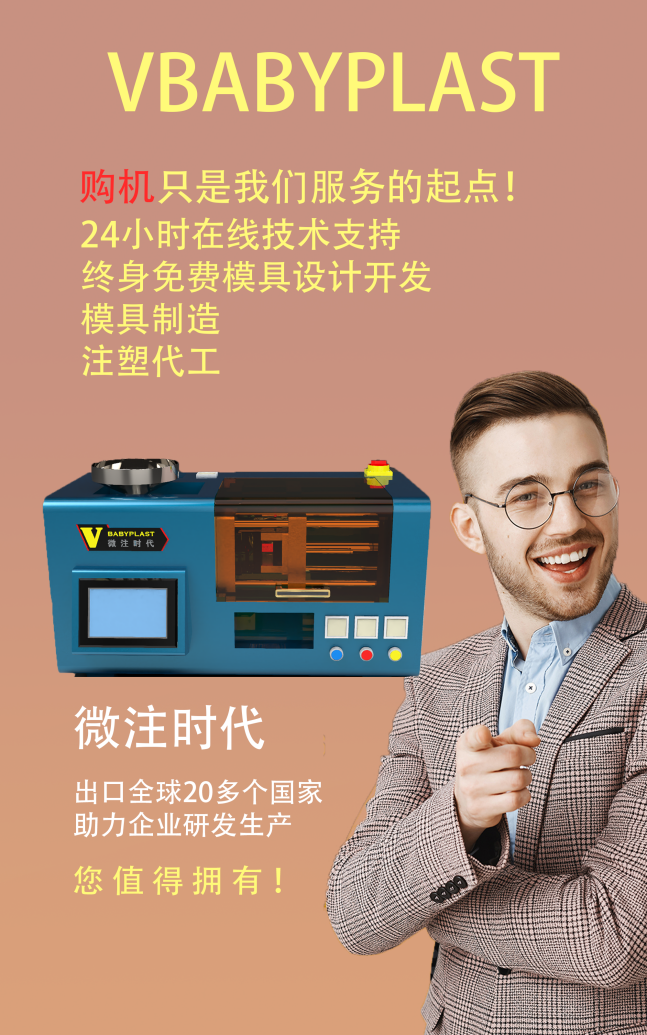 VBABYPLAST
购机只是我们服务的起点！
24小时在线技术支持
终身免费模具设计开发
模具制造
注塑代工
V BABYPLAST
微注时代
微注时代
出口全球20多个国家
助力企业研发生产
您值得拥有！